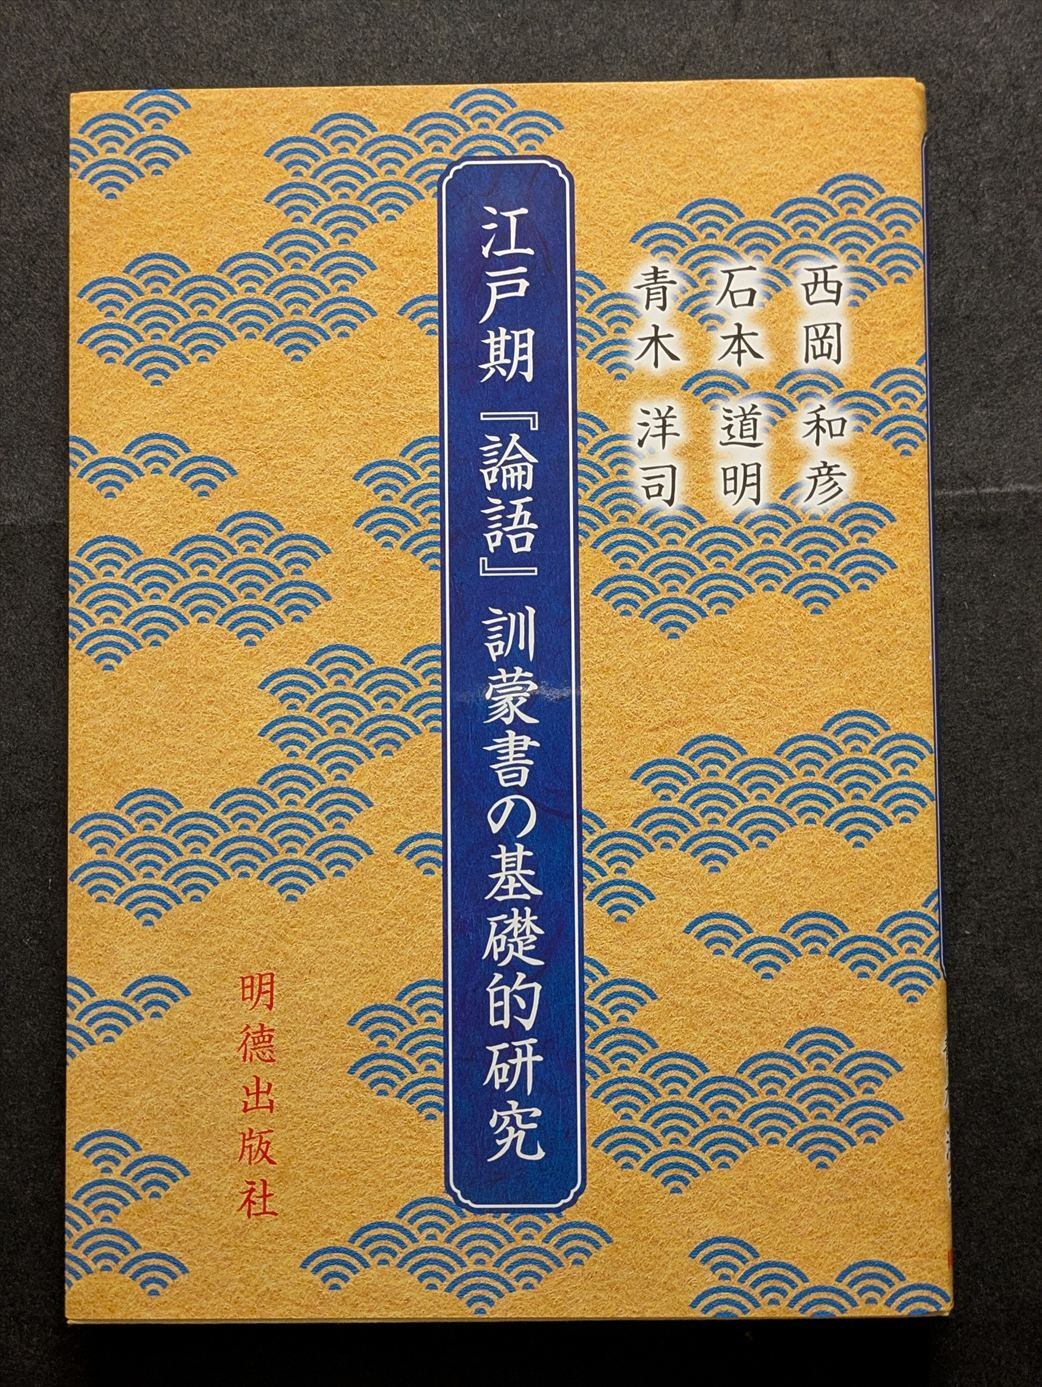 西岡 和彦
石本 道明
青木 洋司
江戸期『論語』訓蒙書の基礎的研究
明德出版社